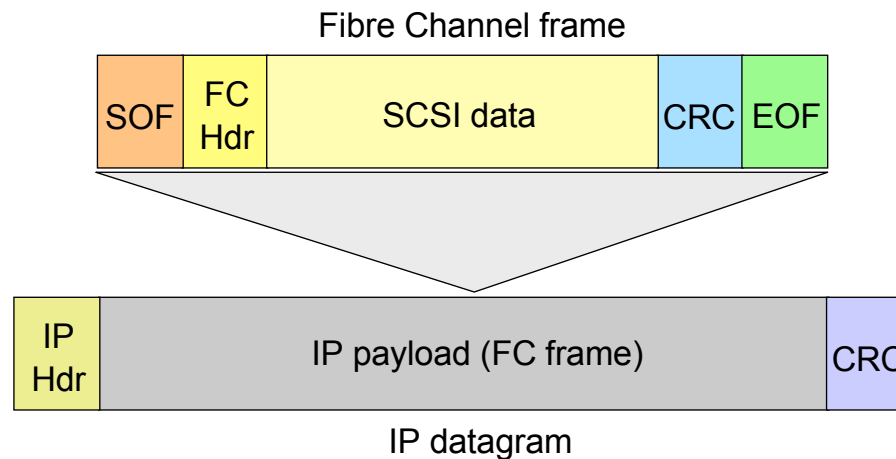 Fibre Channel frame
SOF
FC
Hdr
SCSI data
CRC
EOF
IP
Hdr
IP payload (FC frame)
CRC
IP datagram